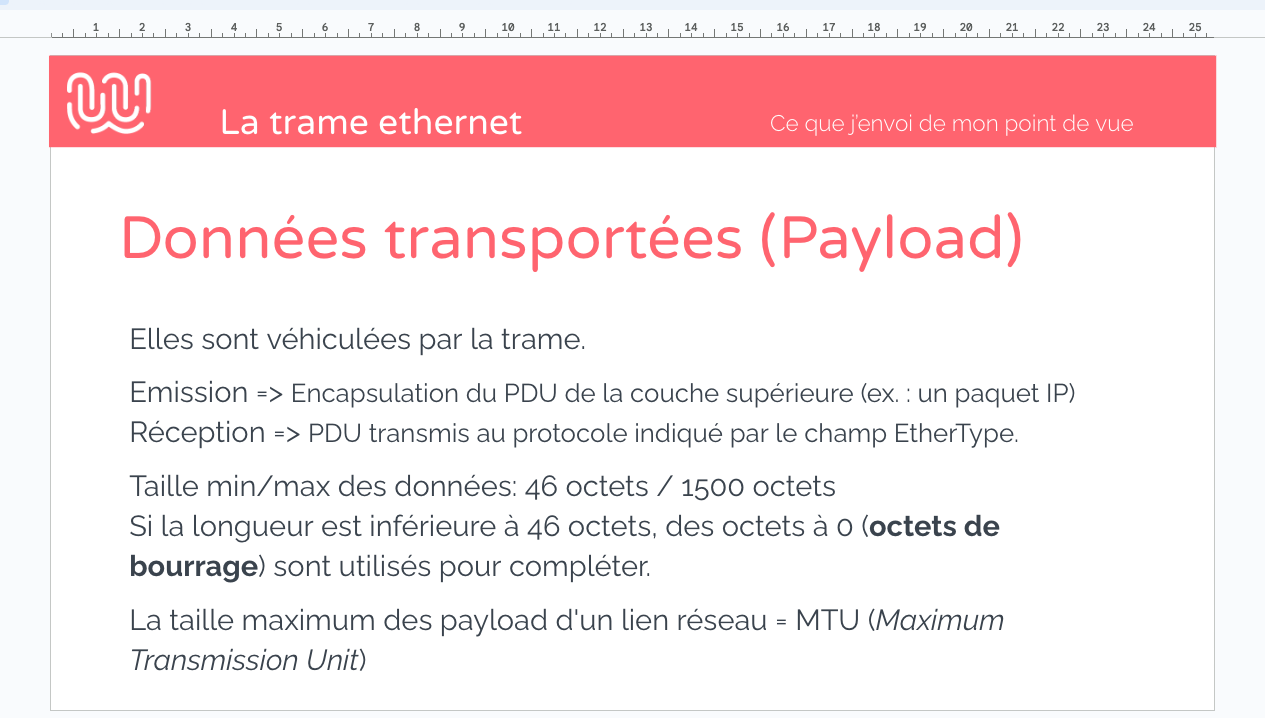 1 2 3 4 5 6 7 8 9 10 11 12 13 14 15 16 17 18 19 20 21 22 23 24 25
La trame ethernet
Ce que j'envoi de mon point de vue
Données transportées (Payload)
Elles sont véhiculées par la trame.
Emission => Encapsulation du PDU de la couche supérieure (ex. : un paquet IP)
Réception => PDU transmis au protocole indiqué par le champ EtherType.
Taille min/max des données: 46 octets / 1500 octets
Si la longueur est inférieure à 46 octets, des octets à 0 (octets de
bourrage) sont utilisés pour compléter.
La taille maximum des payload d'un lien réseau = MTU (Maximum
Transmission Unit)